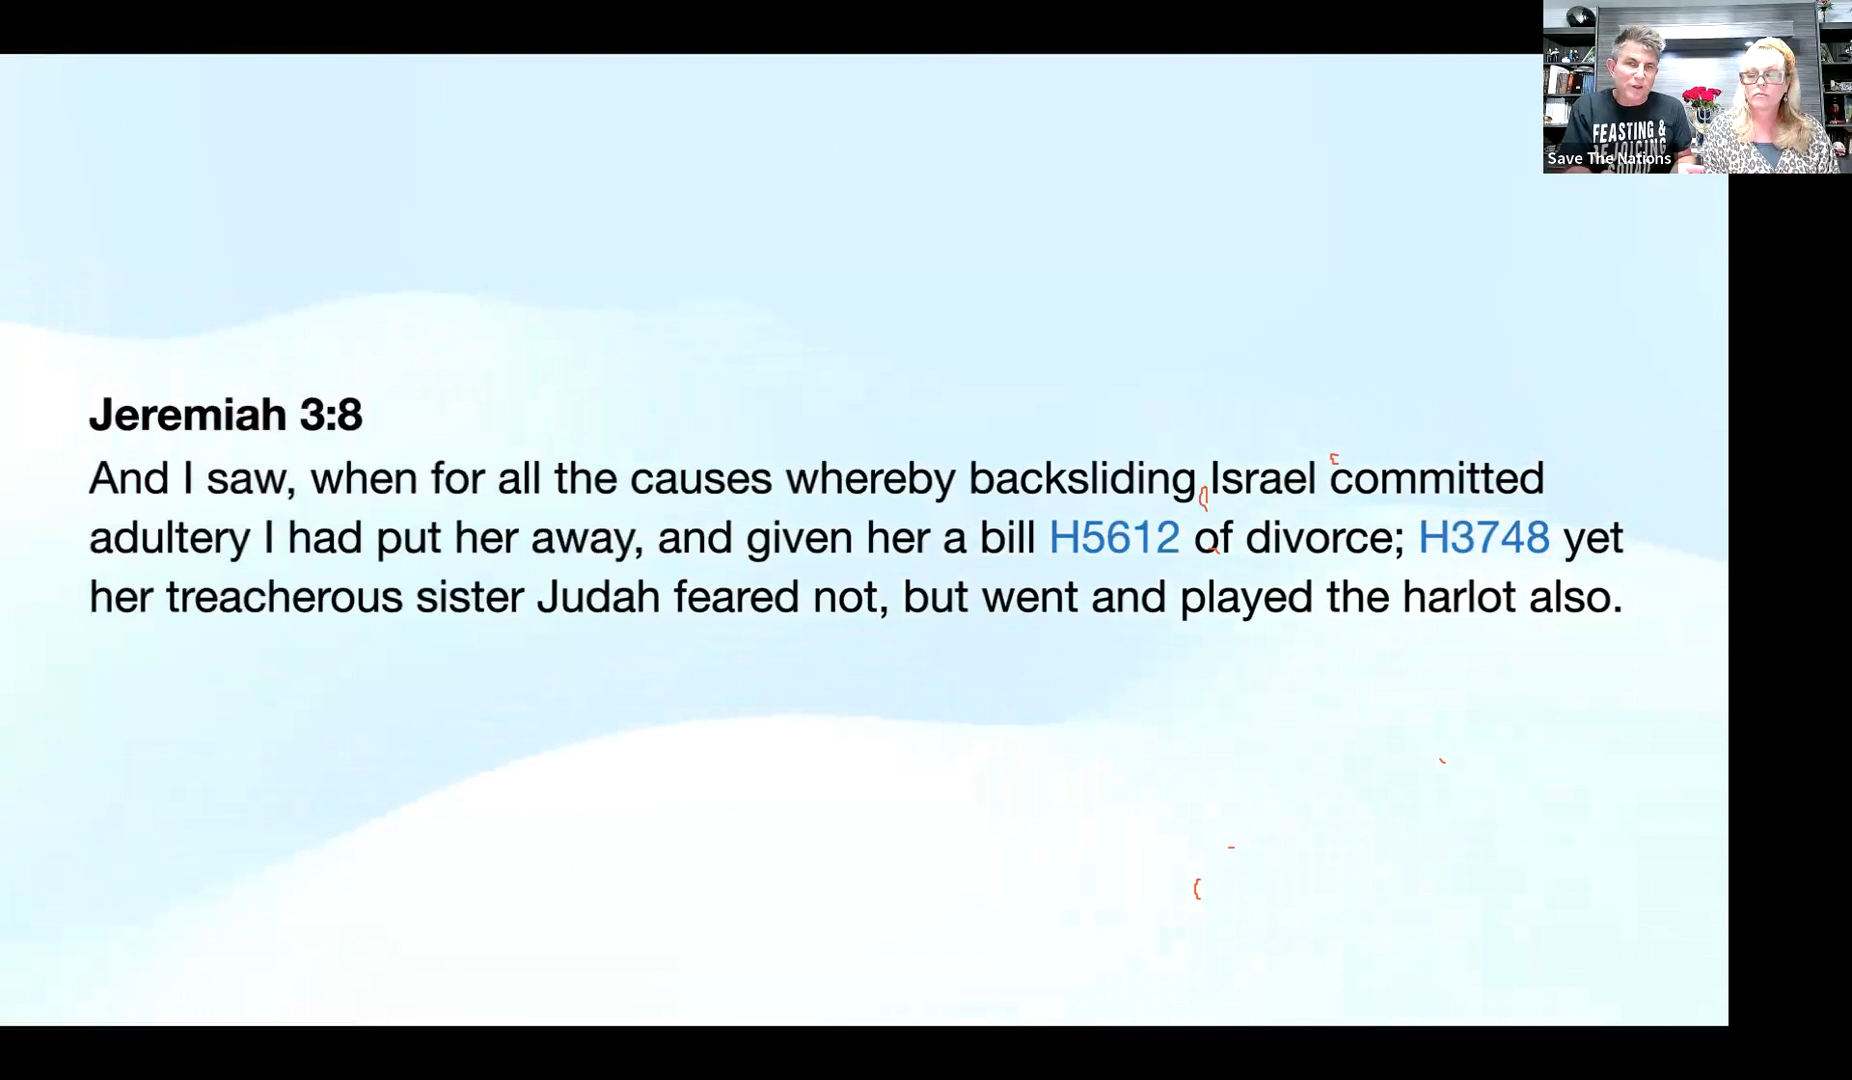 Jeremiah 3:8
And I saw, when for all the causes whereby backsliding Israel committed
adultery I had put her away, and given her a bill H5612 of divorce; H3748 yet
her treacherous sister Judah feared not, but went and played the harlot also.
FEASTING &
REJOICING
SQUAD
Save The Nations